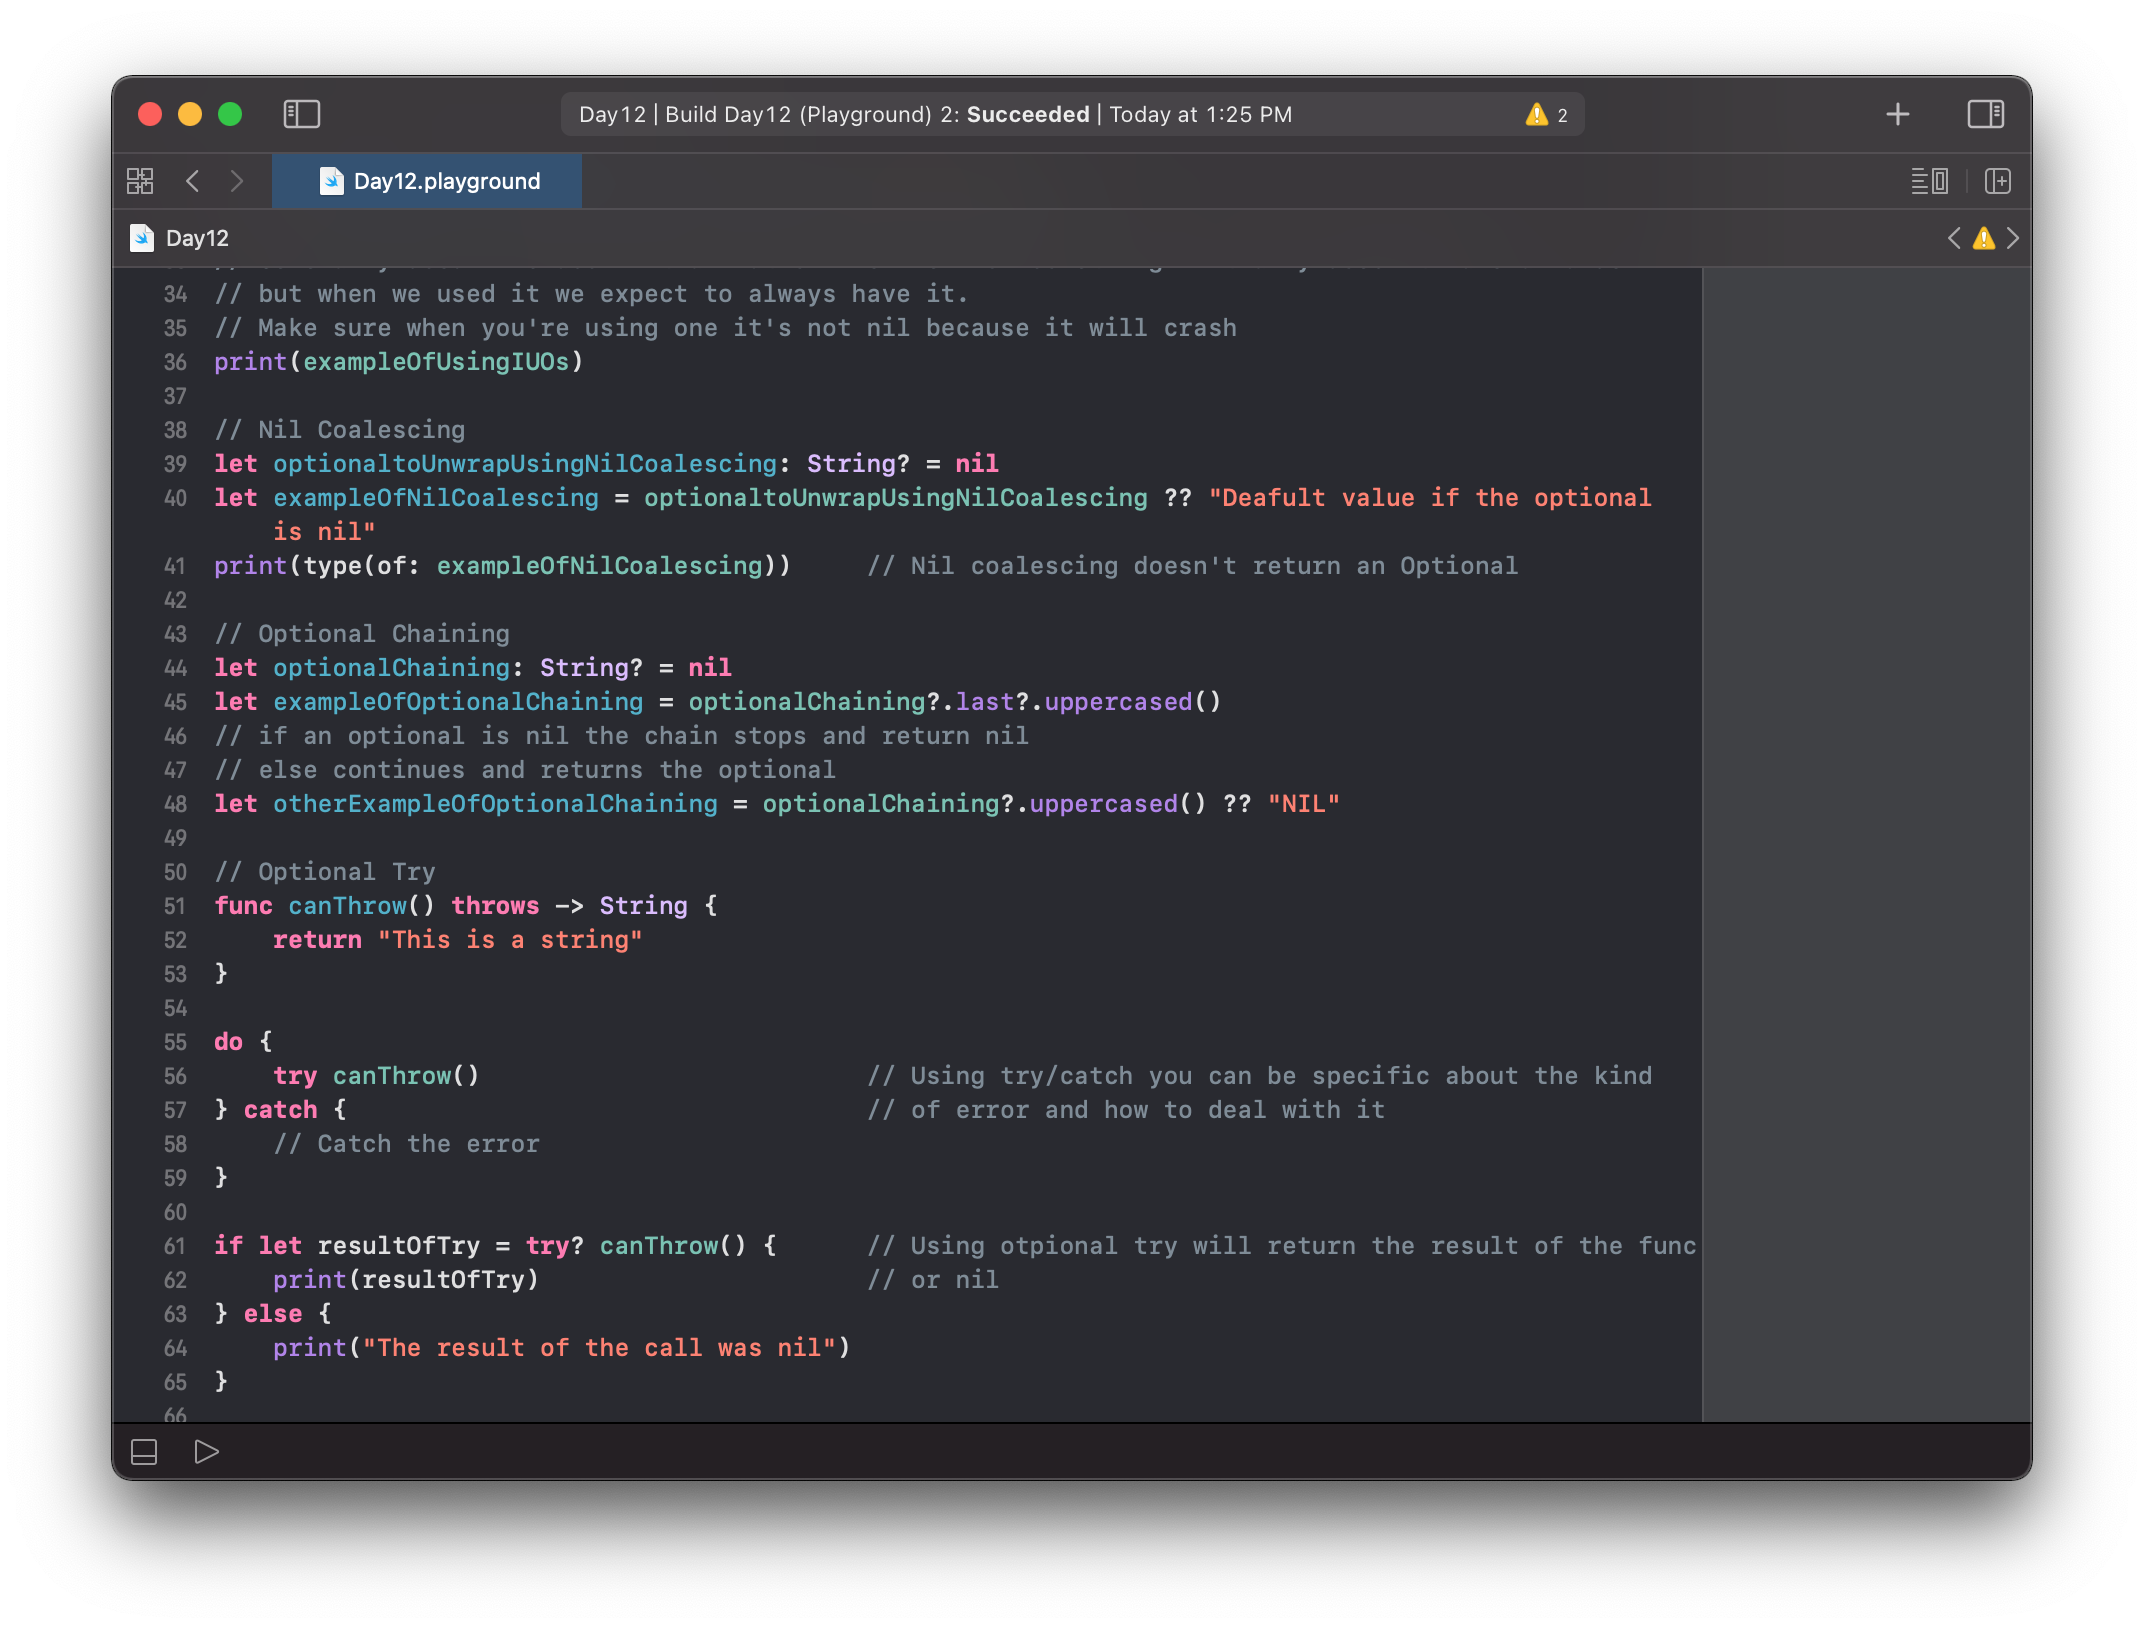 Day12 | Build Day12 (Playground) 2: Succeeded | Today at 1:25 PM
2
Day12.playground
Day12
34 // but when we used it we expect to always have it.
35 // Make sure when you're using one it's not nil because it will crash
36 print(exampleOfUsingIUOs)
37
38 // Nil Coalescing
39 let optionaltoUnwrapUsingNilCoalescing: String? = nil
40 let exampleOfNilCoalescing = optionaltoUnwrapUsingNilCoalescing ?? "Deafult value if the optional
is nil"
41 print(type(of: exampleOfNilCoalescing)) // Nil coalescing doesn't return an Optional
42
43 // Optional Chaining
44 let optionalChaining: String? = nil
45 let exampleOfOptionalChaining = optionalChaining?.last?.uppercased()
46 // if an optional is nil the chain stops and return nil
47 // else continues and returns the optional
48 let otherExampleOfOptionalChaining = optionalChaining?.uppercased() ?? "NIL"
49
50 // Optional Try
51 func canThrow() throws -> String {
52 return "This is a string"
53 }
54
55 do {
56 try canThrow() // Using try/catch you can be specific about the kind
57 } catch { // of error and how to deal with it
58 // Catch the error
59 }
60
61 if let resultOfTry = try? canThrow() { // Using otpional try will return the result of the func
62 print(resultOfTry) // or nil
63 } else {
64 print("The result of the call was nil")
65 }
66